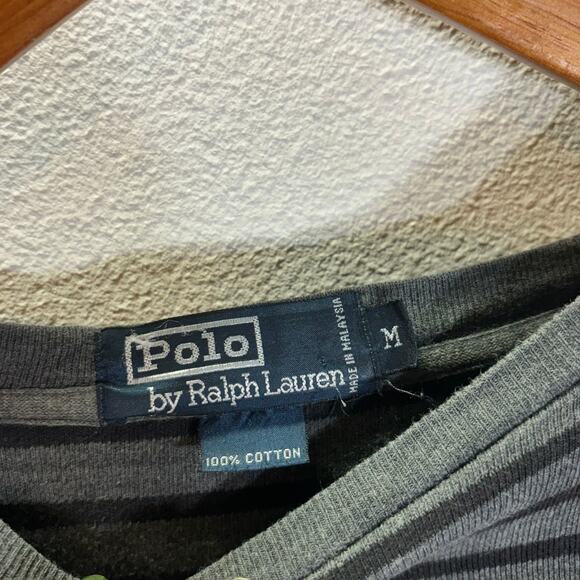 Polo
by Ralph Lauren
MADE IN MALAYSIA
M
100% COTTON